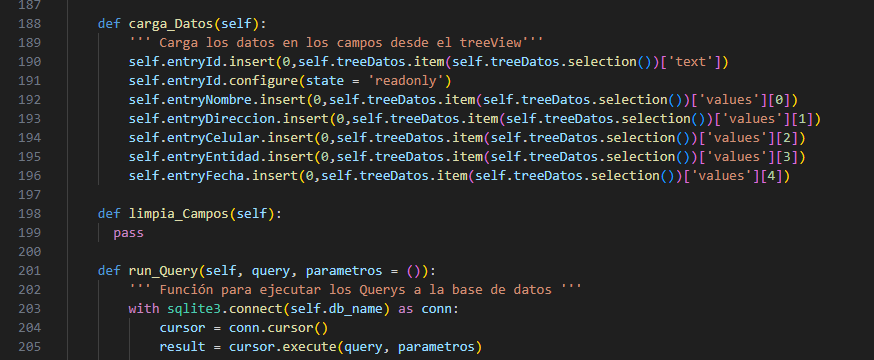 187
188 def carga_Datos(self):
189 ''' Carga los datos en los campos desde el treeView'''
190 self.entryId.insert(0,self.treeDatos.item(self.treeDatos.selection())['text'])
191 self.entryId.configure(state = 'readonly')
192 self.entryNombre.insert(0,self.treeDatos.item(self.treeDatos.selection())['values'][0])
193 self.entryDireccion.insert(0,self.treeDatos.item(self.treeDatos.selection())['values'][1])
194 self.entryCelular.insert(0,self.treeDatos.item(self.treeDatos.selection())['values'][2])
195 self.entryEntidad.insert(0,self.treeDatos.item(self.treeDatos.selection())['values'][3])
196 self.entryFecha.insert(0,self.treeDatos.item(self.treeDatos.selection())['values'][4])
197
198 def limpia_Campos(self):
199 pass
200
201 def run_Query(self, query, parametros = ()):
202 ''' Función para ejecutar los Querys a la base de datos '''
203 with sqlite3.connect(self.db_name) as conn:
204 cursor = conn.cursor()
205 result = cursor.execute(query, parametros)